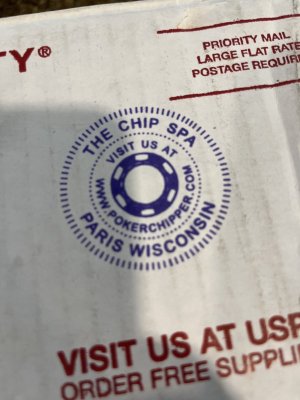 TY®
PRIORITY MAIL
LARGE FLAT RATE
POSTAGE REQUIR
THE CHIP SPA
VISIT US AT
WWW.POKERCHIPPER.COM
PARIS WISCONSIN
VISIT US AT USP
ORDER FREE SUPPLI